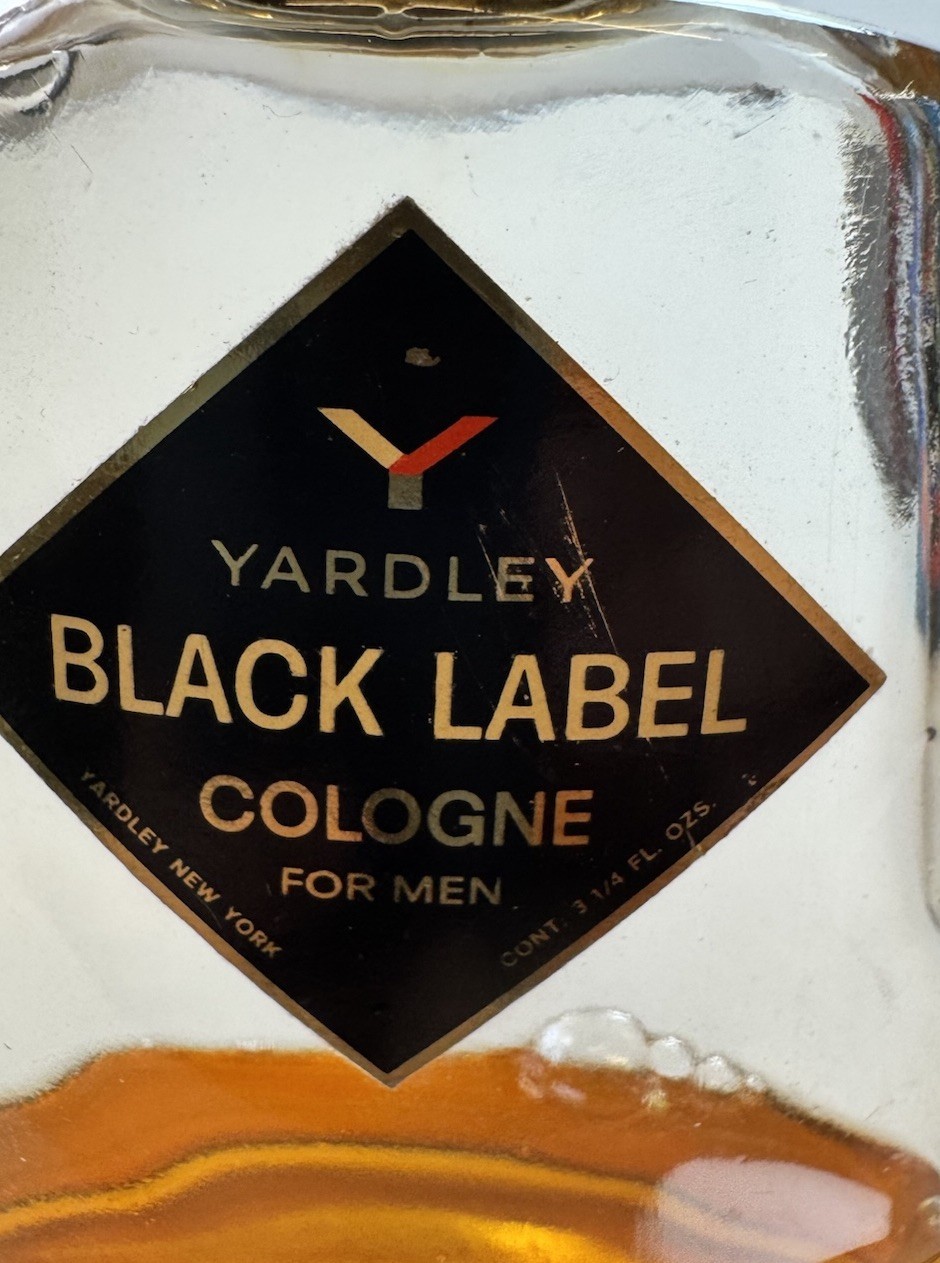 Y
YARDLEY
BLACK LABEL
COLOGNE
FOR MEN
YARDLEY NEW YORK
CONT. 3 1/4 FL. OZS.